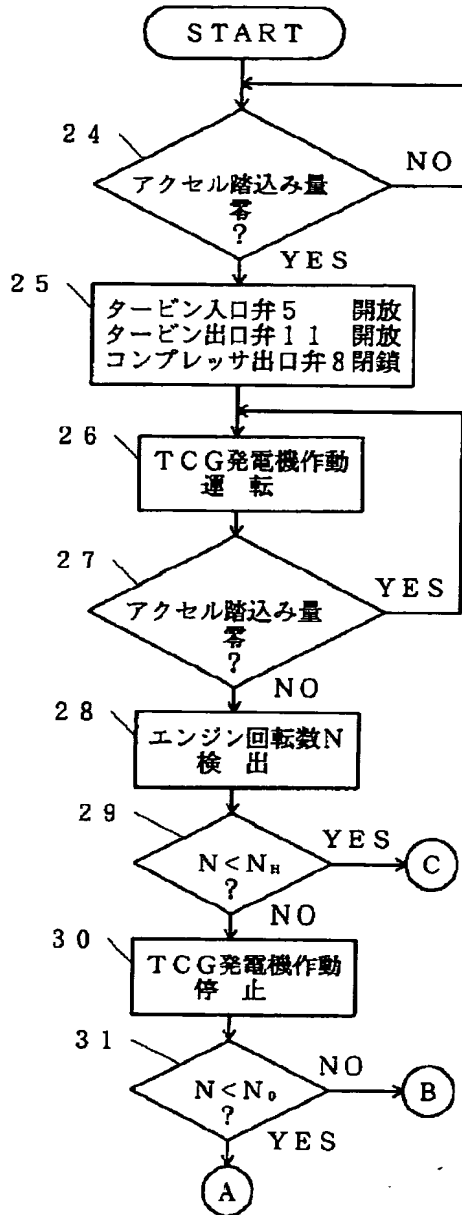 START
24
アクセル踏込み量
零
?
NO
YES
25
タービン入口弁5 開放
タービン出口弁11 開放
コンプレッサ出口弁8閉鎖
26
TCG発電機作動
運転
27
アクセル踏込み量
零
?
YES
NO
28
エンジン回転数N
検出
29
N<N_H
?
YES
C
NO
30
TCG発電機作動
停止
31
N<N_0
?
NO
B
YES
A